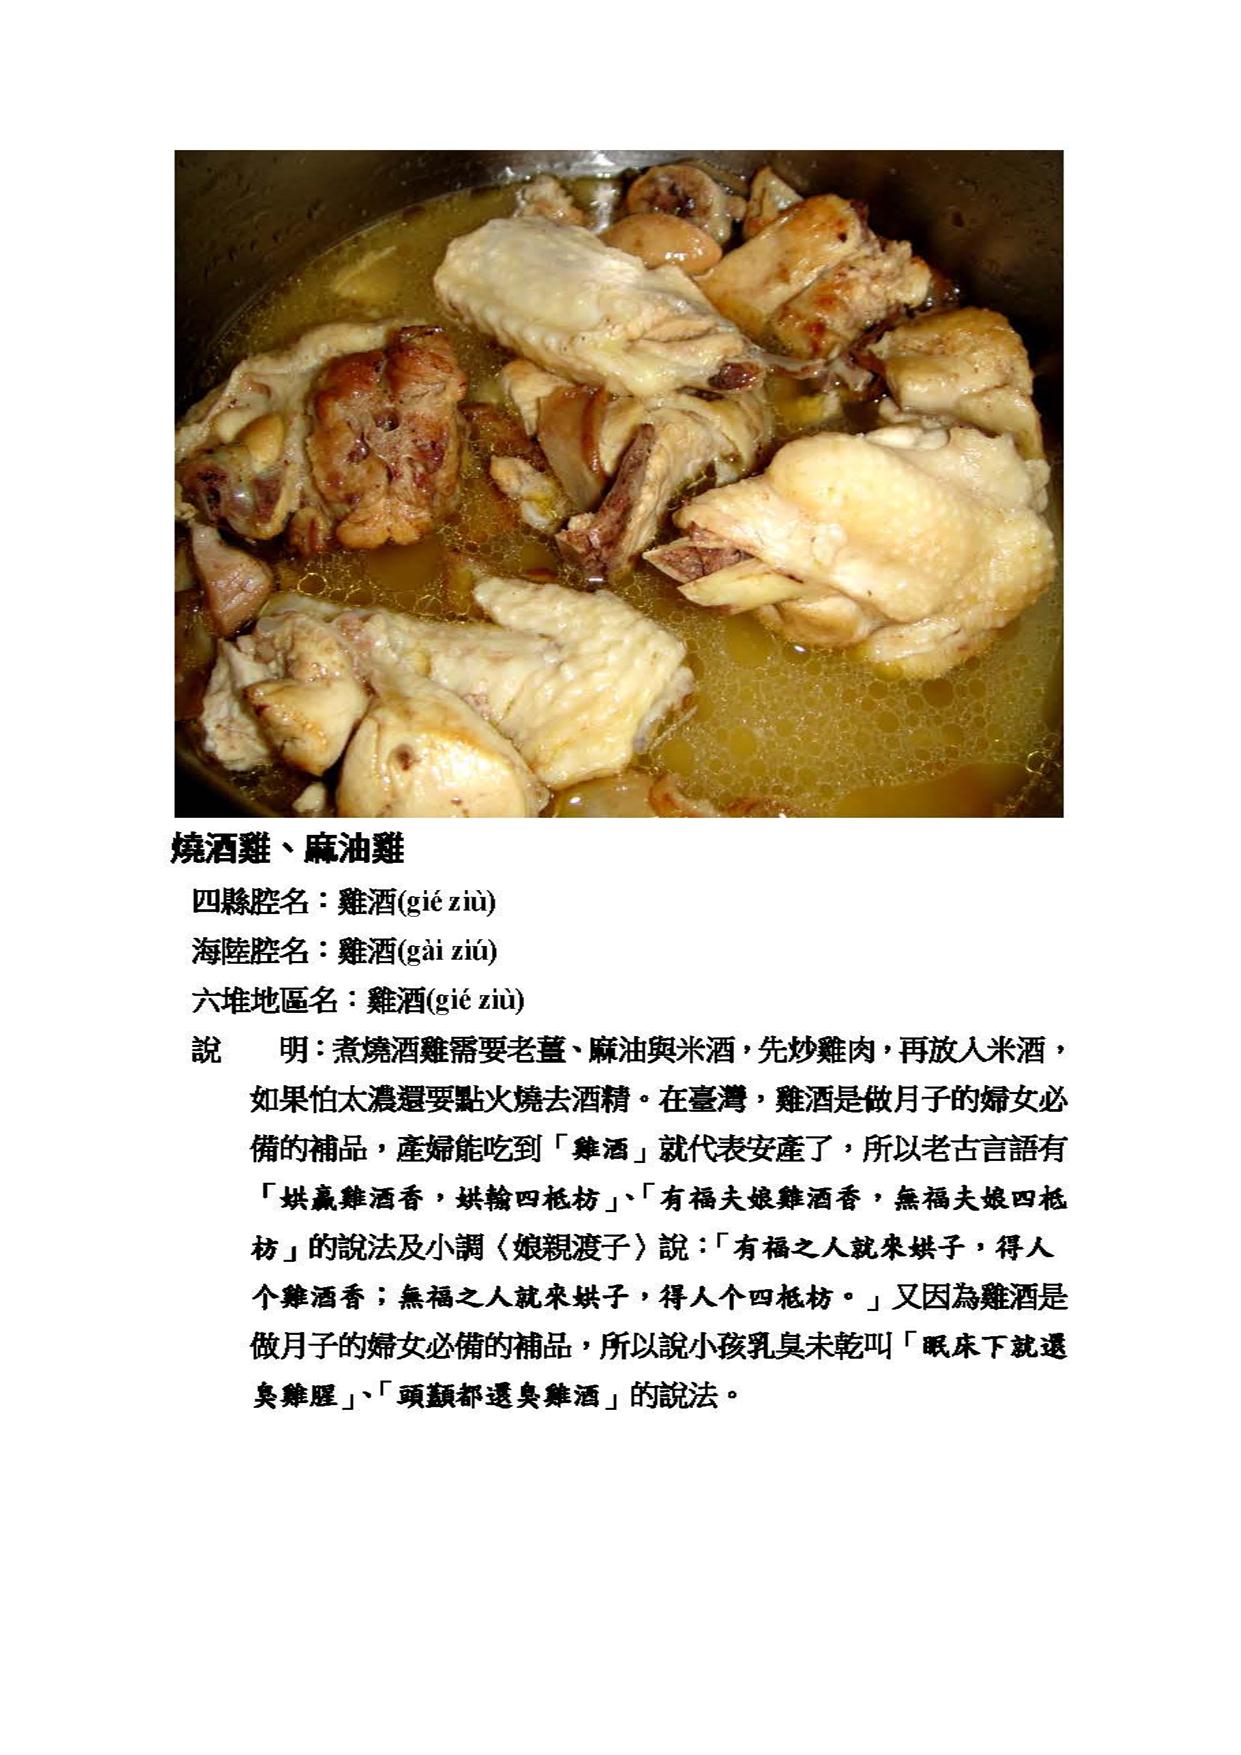 燒酒雞、麻油雞
四縣腔名：雞酒(gié ziù)
海陸腔名：雞酒(gài ziú)
六堆地區名：雞酒(gié ziù)
說　　明：煮燒酒雞需要老薑、麻油與米酒，先炒雞肉，再放入米酒，
如果怕太濃還要點火燒去酒精。在臺灣，雞酒是做月子的婦女必
備的補品，產婦能吃到「雞酒」就代表安產了，所以老古言語有
「娂贏雞酒香，娂輸四枋」、「有福夫娘雞酒香，無福夫娘四
枋」的說法及小調〈娘親渡子〉說：「有福之人就來娂子，得人
个雞酒香；無福之人就來娂子，得人个四枋。」又因為雞酒是
做月子的婦女必備的補品，所以說小孩乳臭未乾叫「眠床下就還
臭雞腥」、「頭顱都還臭雞酒」的說法。